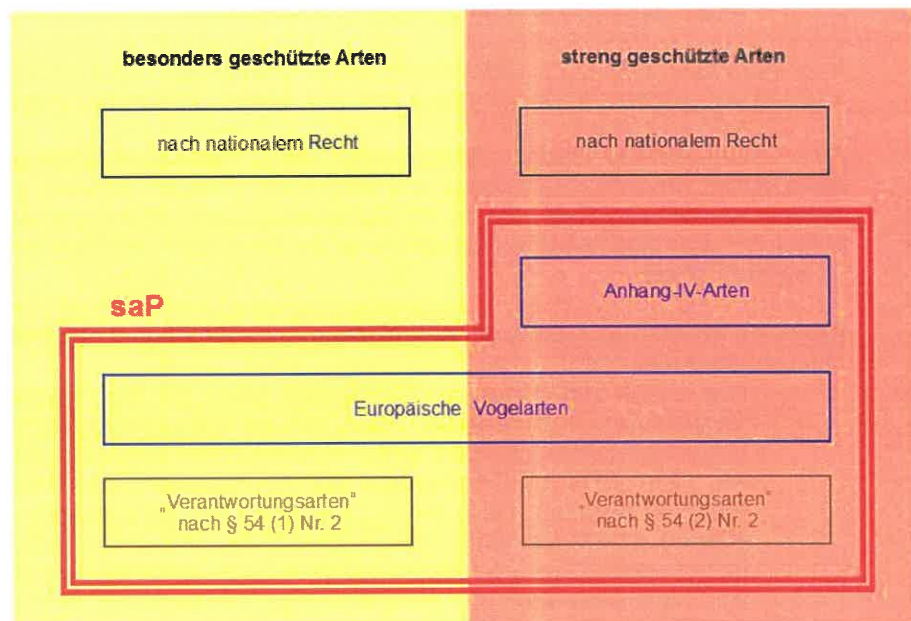 besonders geschützte Arten
streng geschützte Arten
nach nationalem Recht
nach nationalem Recht
Anhang-IV-Arten
saP
Europäische Vogelarten
„Verantwortungsarten“
nach § 54 (1) Nr. 2
„Verantwortungsarten“
nach § 54 (2) Nr. 2